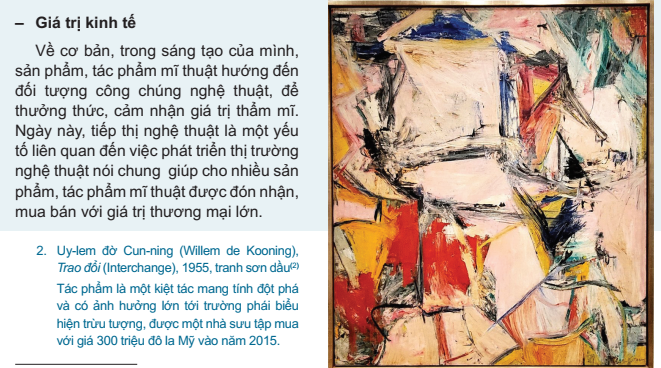 – Giá trị kinh tế
Về cơ bản, trong sáng tạo của mình,
sản phẩm, tác phẩm mĩ thuật hướng đến
đối tượng công chúng nghệ thuật, để
thưởng thức, cảm nhận giá trị thẩm mĩ.
Ngày này, tiếp thị nghệ thuật là một yếu
tố liên quan đến việc phát triển thị trường
nghệ thuật nói chung giúp cho nhiều sản
phẩm, tác phẩm mĩ thuật được đón nhận,
mua bán với giá trị thương mại lớn.
2. Uy-lem đờ Cun-ning (Willem de Kooning),
Trao đổi (Interchange), 1955, tranh sơn dầu⁽²⁾
Tác phẩm là một kiệt tác mang tính đột phá
và có ảnh hưởng lớn tới trường phái biểu
hiện trừu tượng, được một nhà sưu tập mua
với giá 300 triệu đô la Mỹ vào năm 2015.